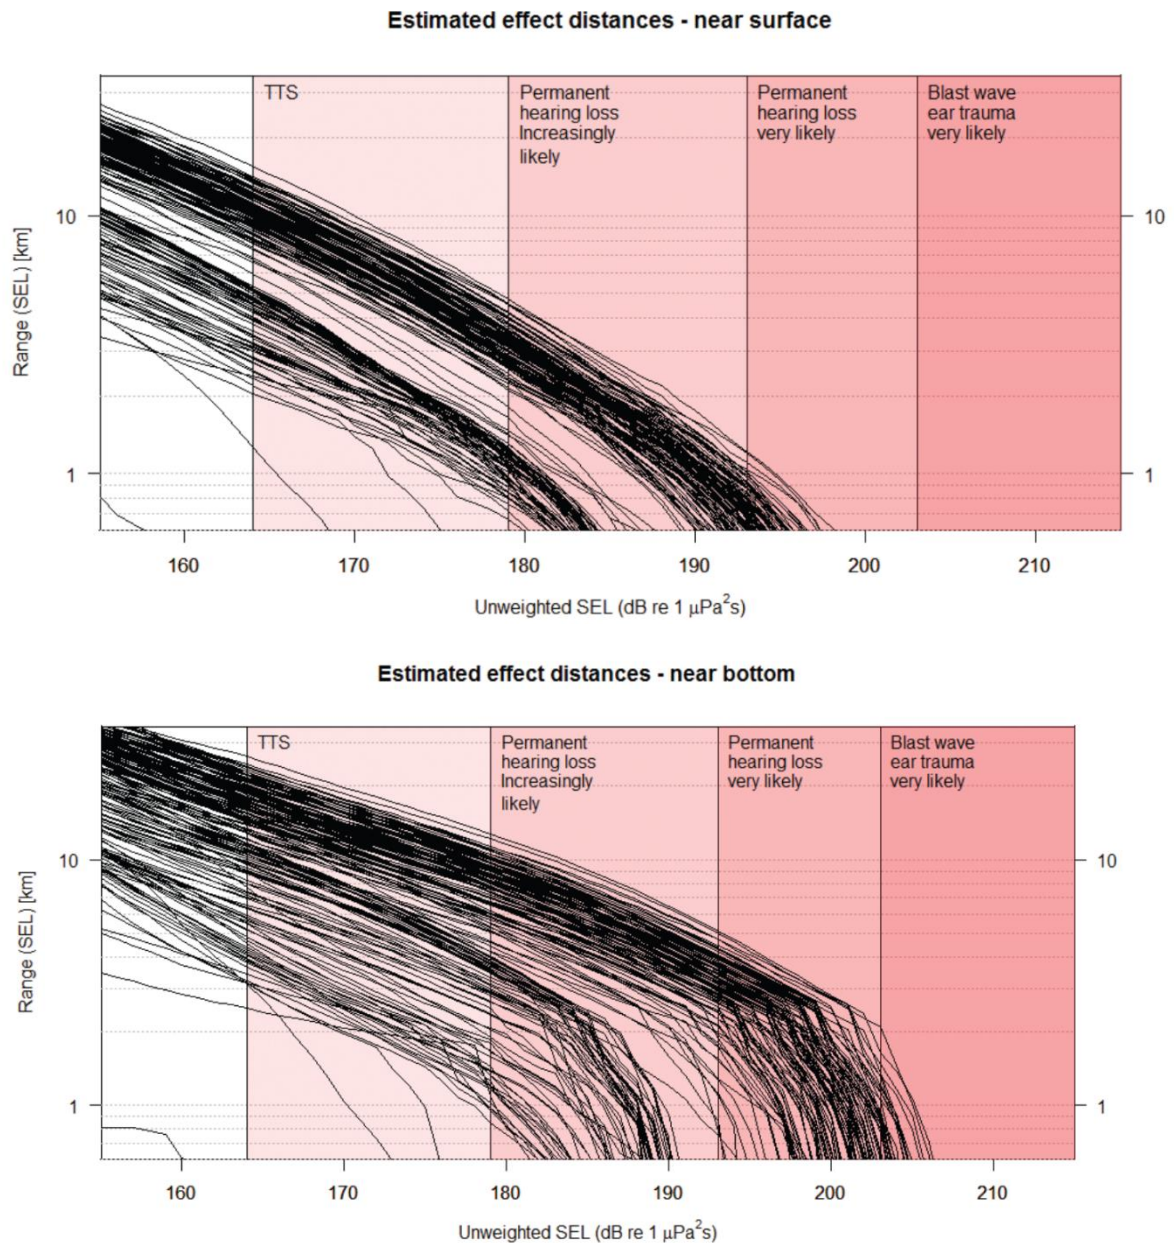 Estimated effect distances - near surface
TTS
Permanent
hearing loss
Increasingly
likely
Permanent
hearing loss
very likely
Blast wave
ear trauma
very likely
Range (SEL) [km]
10
1
10
1
160
170
180
190
200
210
Unweighted SEL (dB re 1 μPa²s)
Estimated effect distances - near bottom
TTS
Permanent
hearing loss
Increasingly
likely
Permanent
hearing loss
very likely
Blast wave
ear trauma
very likely
Range (SEL) [km]
10
1
10
1
160
170
180
190
200
210
Unweighted SEL (dB re 1 μPa²s)